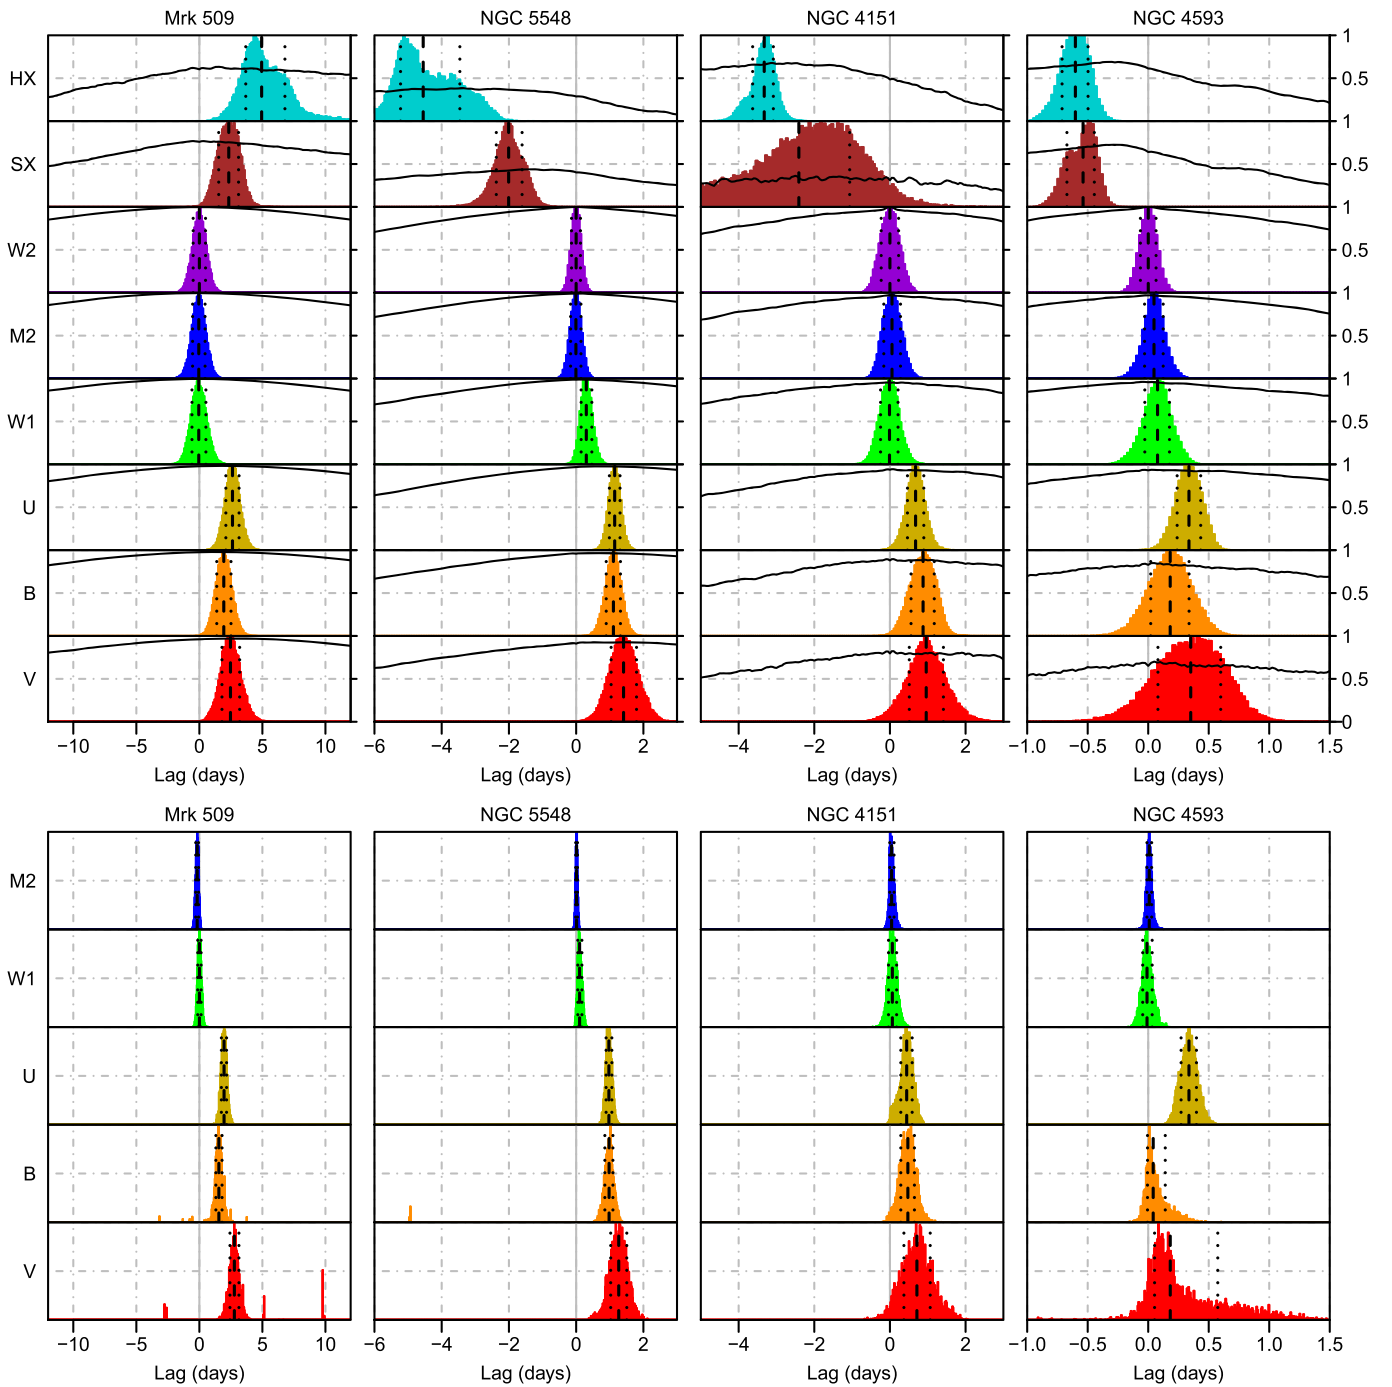 Mrk 509 NGC 5548 NGC 4151 NGC 4593
HX 1
0.5
SX 1
0.5
W2 1
0.5
M2 1
0.5
W1 1
0.5
U 1
0.5
B 1
0.5
V 1
0.5
0
−10 −5 0 5 10 −6 −4 −2 0 2 −4 −2 0 2 −1.0 −0.5 0.0 0.5 1.0 1.5
Lag (days) Lag (days) Lag (days) Lag (days)
Mrk 509 NGC 5548 NGC 4151 NGC 4593
M2
W1
U
B
V
−10 −5 0 5 10 −6 −4 −2 0 2 −4 −2 0 2 −1.0 −0.5 0.0 0.5 1.0 1.5
Lag (days) Lag (days) Lag (days) Lag (days)